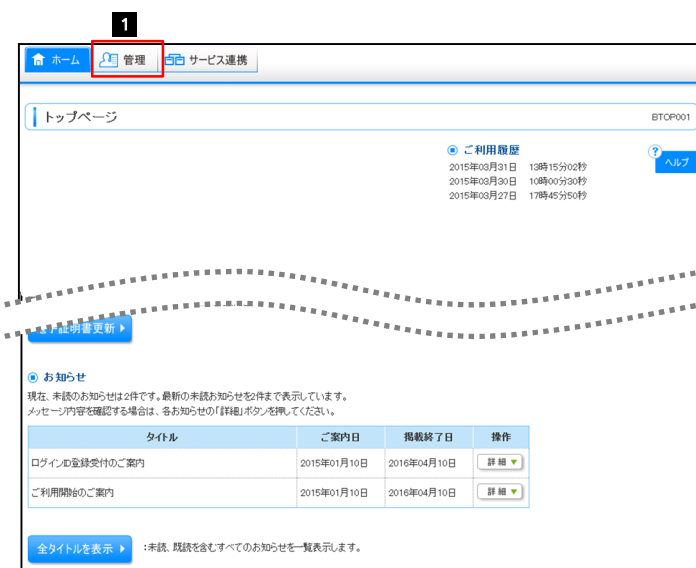 1
ホーム 管理 サービス連携
トップページ BTOP001
ご利用履歴
2015年03月31日 13時15分02秒
2015年03月30日 10時00分30秒
2015年03月27日 17時45分50秒
? ヘルプ
証明書更新
お知らせ
現在、未読のお知らせは2件です。最新の未読お知らせを2件まで表示しています。
メッセージ内容を確認する場合は、各お知らせの「詳細」ボタンを押してください。
タイトル ご案内日 掲載終了日 操作
ログインID登録受付のご案内 2015年01月10日 2016年04月10日 詳細▼
ご利用開始のご案内 2015年01月10日 2016年04月10日 詳細▼
全タイトルを表示 :未読、既読を含むすべてのお知らせを一覧表示します。